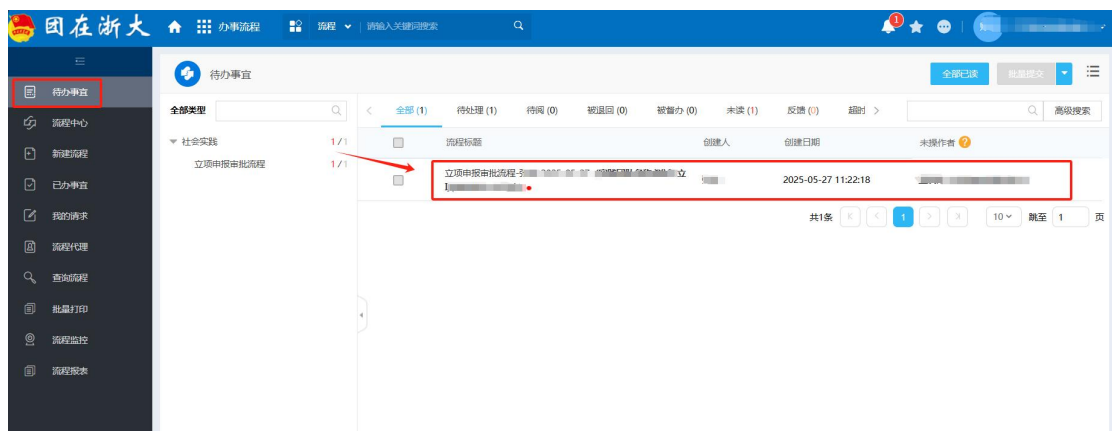 团在浙大 办事流程 流程 请输入关键词搜索 1
待办事宜
流程中心
新建流程
已办事宜
我的请求
流程代理
查询流程
批量打印
流程监控
流程报表
待办事宜 全部已读 批量提交
全部类型
社会实践 1 / 1
立项申报审批流程 1 / 1
全部 (1) 待处理 (1) 待阅 (0) 被退回 (0) 被督办 (0) 未读 (1) 反馈 (0) 超时 高级搜索
流程标题 创建人 创建日期 未操作者
立项申报审批流程- 立 2025-05-27 11:22:18
共1条 1 10 跳至 1 页